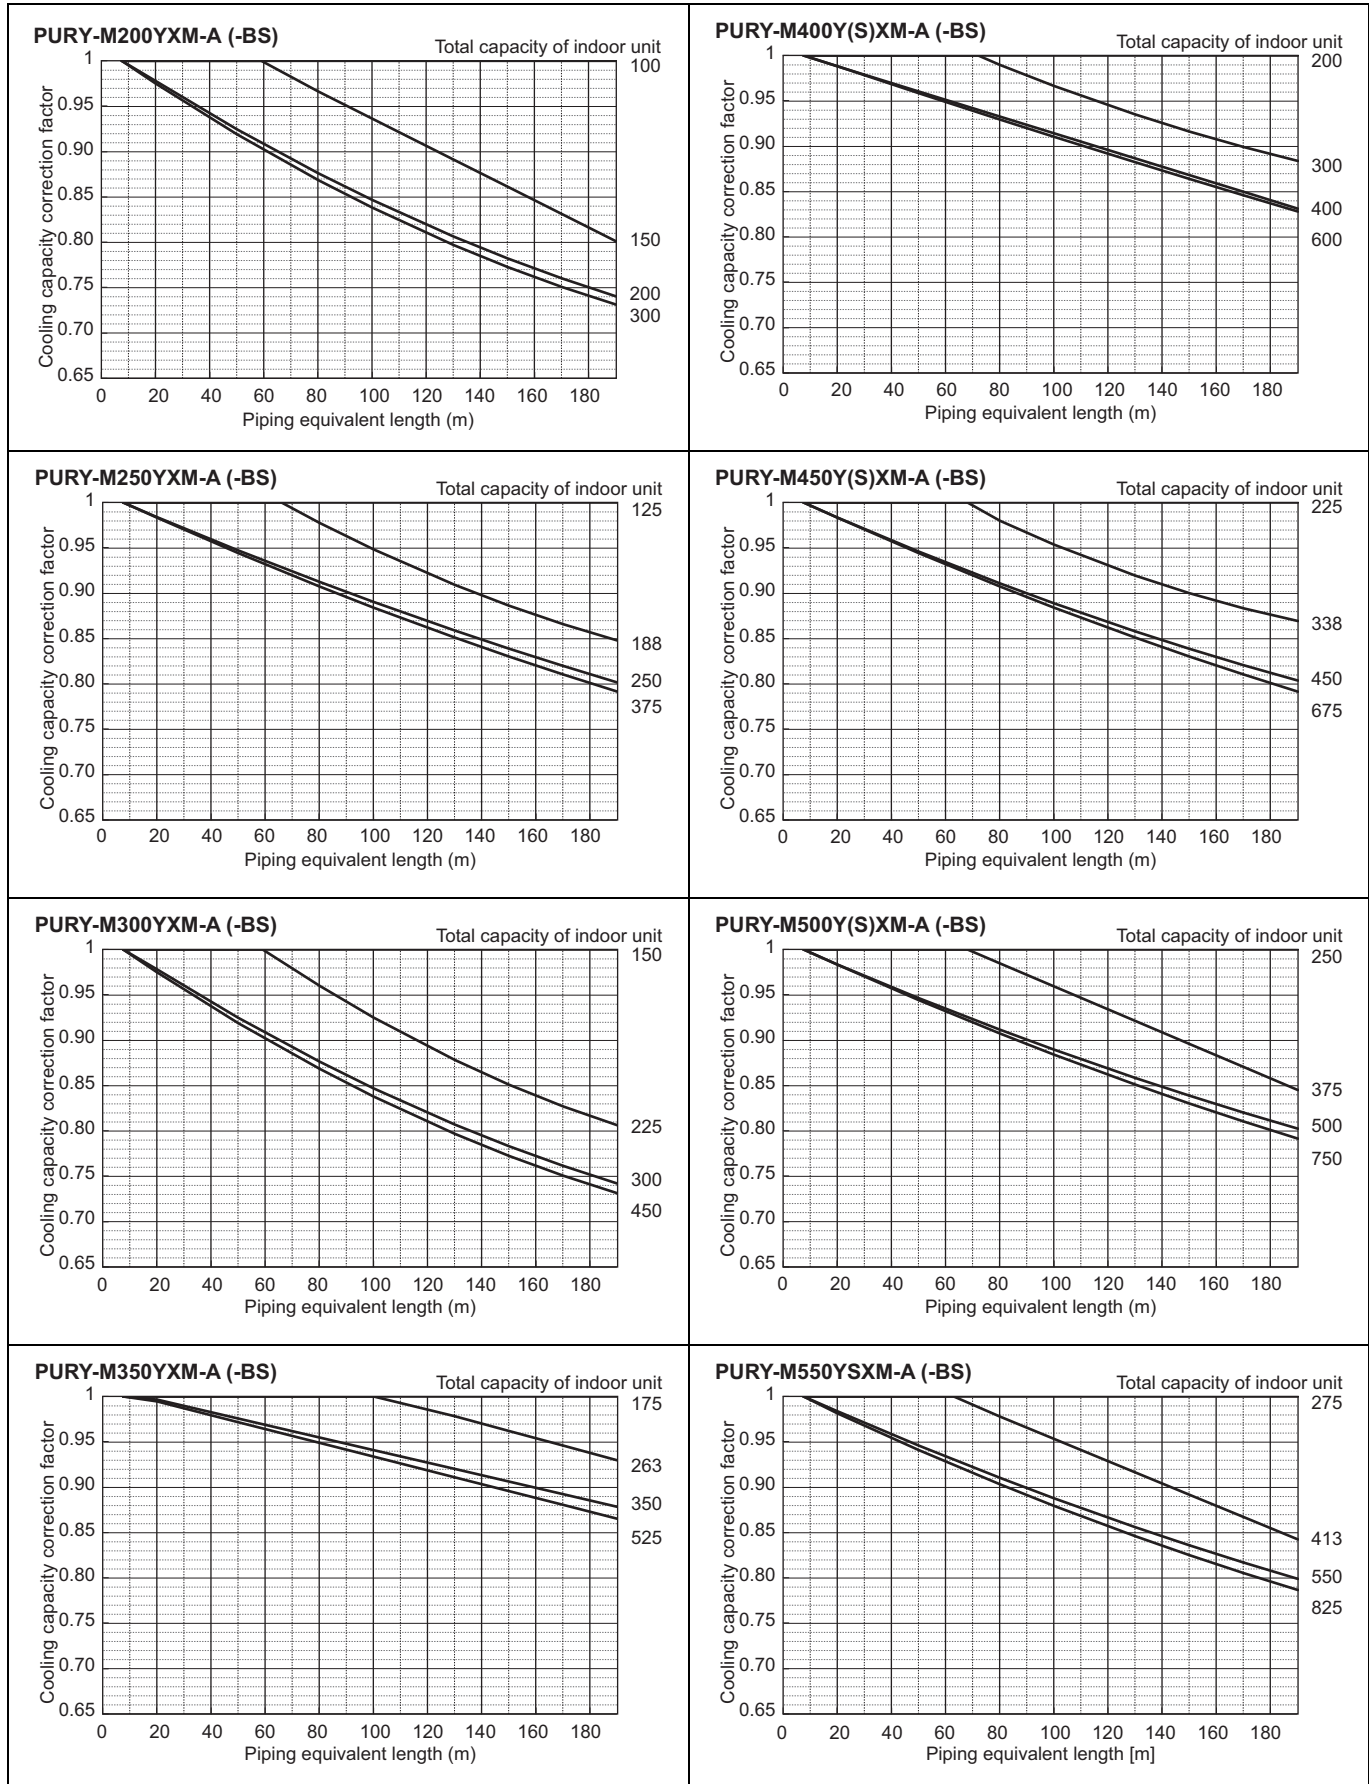 PURY-M200YXM-A (-BS)
Total capacity of indoor unit
Cooling capacity correction factor
1
0.95
0.90
0.85
0.80
0.75
0.70
0.65
100
150
200
300
0 20 40 60 80 100 120 140 160 180
Piping equivalent length (m)
PURY-M400Y(S)XM-A (-BS)
Total capacity of indoor unit
Cooling capacity correction factor
1
0.95
0.90
0.85
0.80
0.75
0.70
0.65
200
300
400
600
0 20 40 60 80 100 120 140 160 180
Piping equivalent length (m)
PURY-M250YXM-A (-BS)
Total capacity of indoor unit
Cooling capacity correction factor
1
0.95
0.90
0.85
0.80
0.75
0.70
0.65
125
188
250
375
0 20 40 60 80 100 120 140 160 180
Piping equivalent length (m)
PURY-M450Y(S)XM-A (-BS)
Total capacity of indoor unit
Cooling capacity correction factor
1
0.95
0.90
0.85
0.80
0.75
0.70
0.65
225
338
450
675
0 20 40 60 80 100 120 140 160 180
Piping equivalent length (m)
PURY-M300YXM-A (-BS)
Total capacity of indoor unit
Cooling capacity correction factor
1
0.95
0.90
0.85
0.80
0.75
0.70
0.65
150
225
300
450
0 20 40 60 80 100 120 140 160 180
Piping equivalent length (m)
PURY-M500Y(S)XM-A (-BS)
Total capacity of indoor unit
Cooling capacity correction factor
1
0.95
0.90
0.85
0.80
0.75
0.70
0.65
250
375
500
750
0 20 40 60 80 100 120 140 160 180
Piping equivalent length (m)
PURY-M350YXM-A (-BS)
Total capacity of indoor unit
Cooling capacity correction factor
1
0.95
0.90
0.85
0.80
0.75
0.70
0.65
175
263
350
525
0 20 40 60 80 100 120 140 160 180
Piping equivalent length (m)
PURY-M550YSXM-A (-BS)
Total capacity of indoor unit
Cooling capacity correction factor
1
0.95
0.90
0.85
0.80
0.75
0.70
0.65
275
413
550
825
0 20 40 60 80 100 120 140 160 180
Piping equivalent length [m]